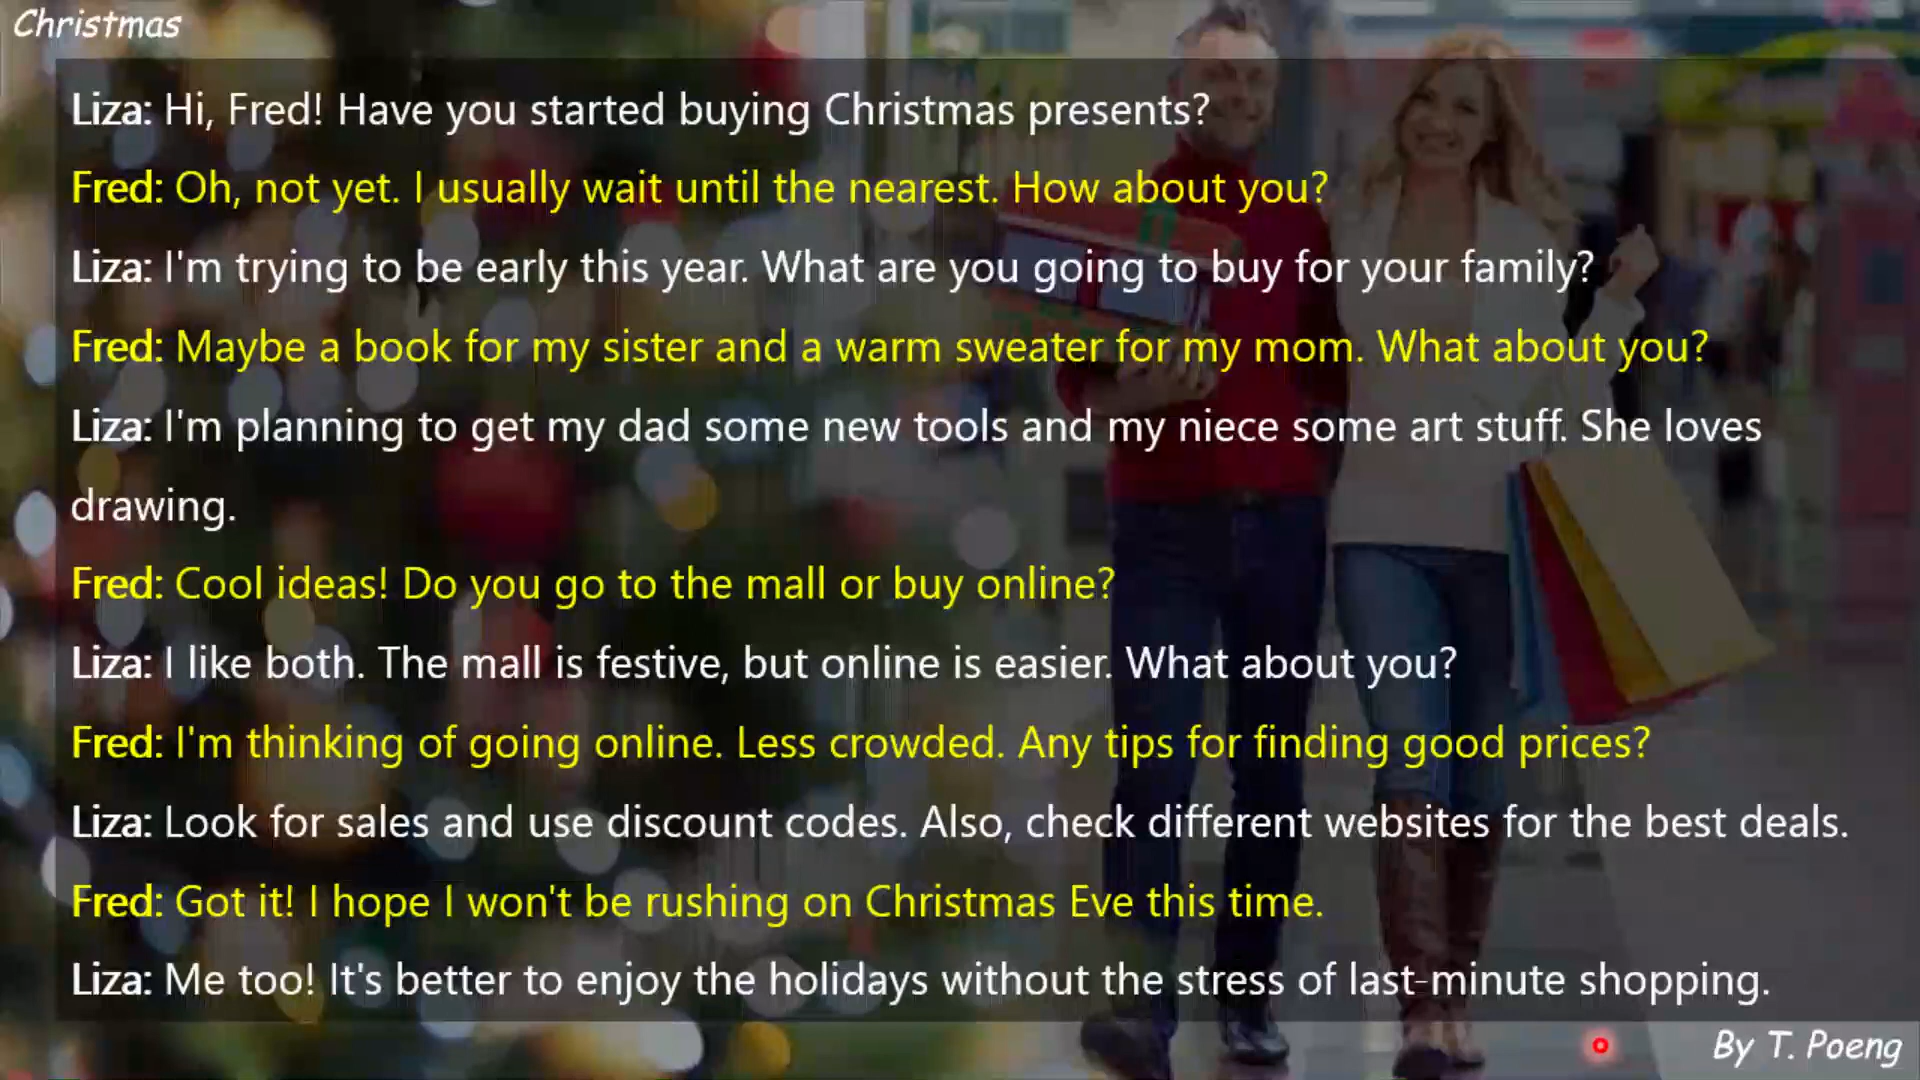 Christmas
Liza: Hi, Fred! Have you started buying Christmas presents?
Fred: Oh, not yet. I usually wait until the nearest. How about you?
Liza: I'm trying to be early this year. What are you going to buy for your family?
Fred: Maybe a book for my sister and a warm sweater for my mom. What about you?
Liza: I'm planning to get my dad some new tools and my niece some art stuff. She loves
drawing.
Fred: Cool ideas! Do you go to the mall or buy online?
Liza: I like both. The mall is festive, but online is easier. What about you?
Fred: I'm thinking of going online. Less crowded. Any tips for finding good prices?
Liza: Look for sales and use discount codes. Also, check different websites for the best deals.
Fred: Got it! I hope I won't be rushing on Christmas Eve this time.
Liza: Me too! It's better to enjoy the holidays without the stress of last-minute shopping.
By T. Poeng